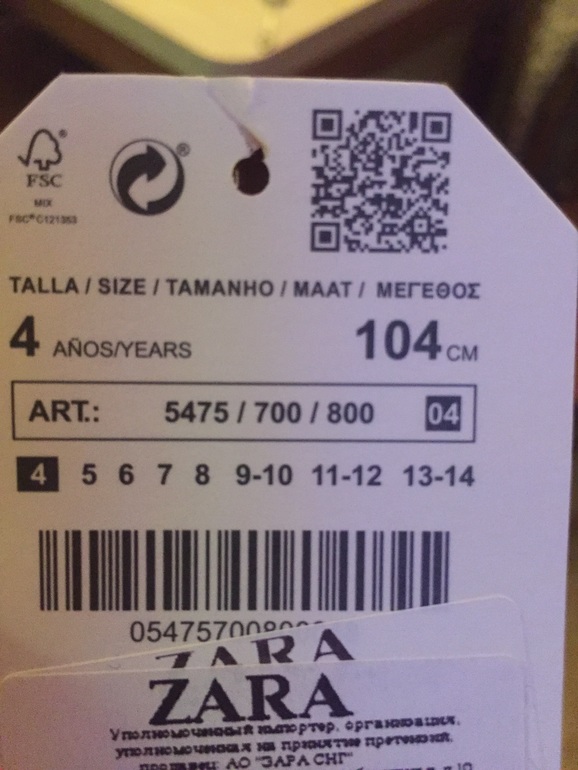 FSC®
MIX
FSC® C121353
®
TALLA / SIZE / TAMANHO / MAAT / ΜΕΓΕΘΟΣ
4 AÑOS/YEARS 104 CM
ART.: 5475 / 700 / 800 04
4 5 6 7 8 9-10 11-12 13-14
054757008
ZARA
ZARA
Уполномоченный импортер, организация,
уполномоченная на принятие претензий,
продавец: АО "ЗАРА СНГ"